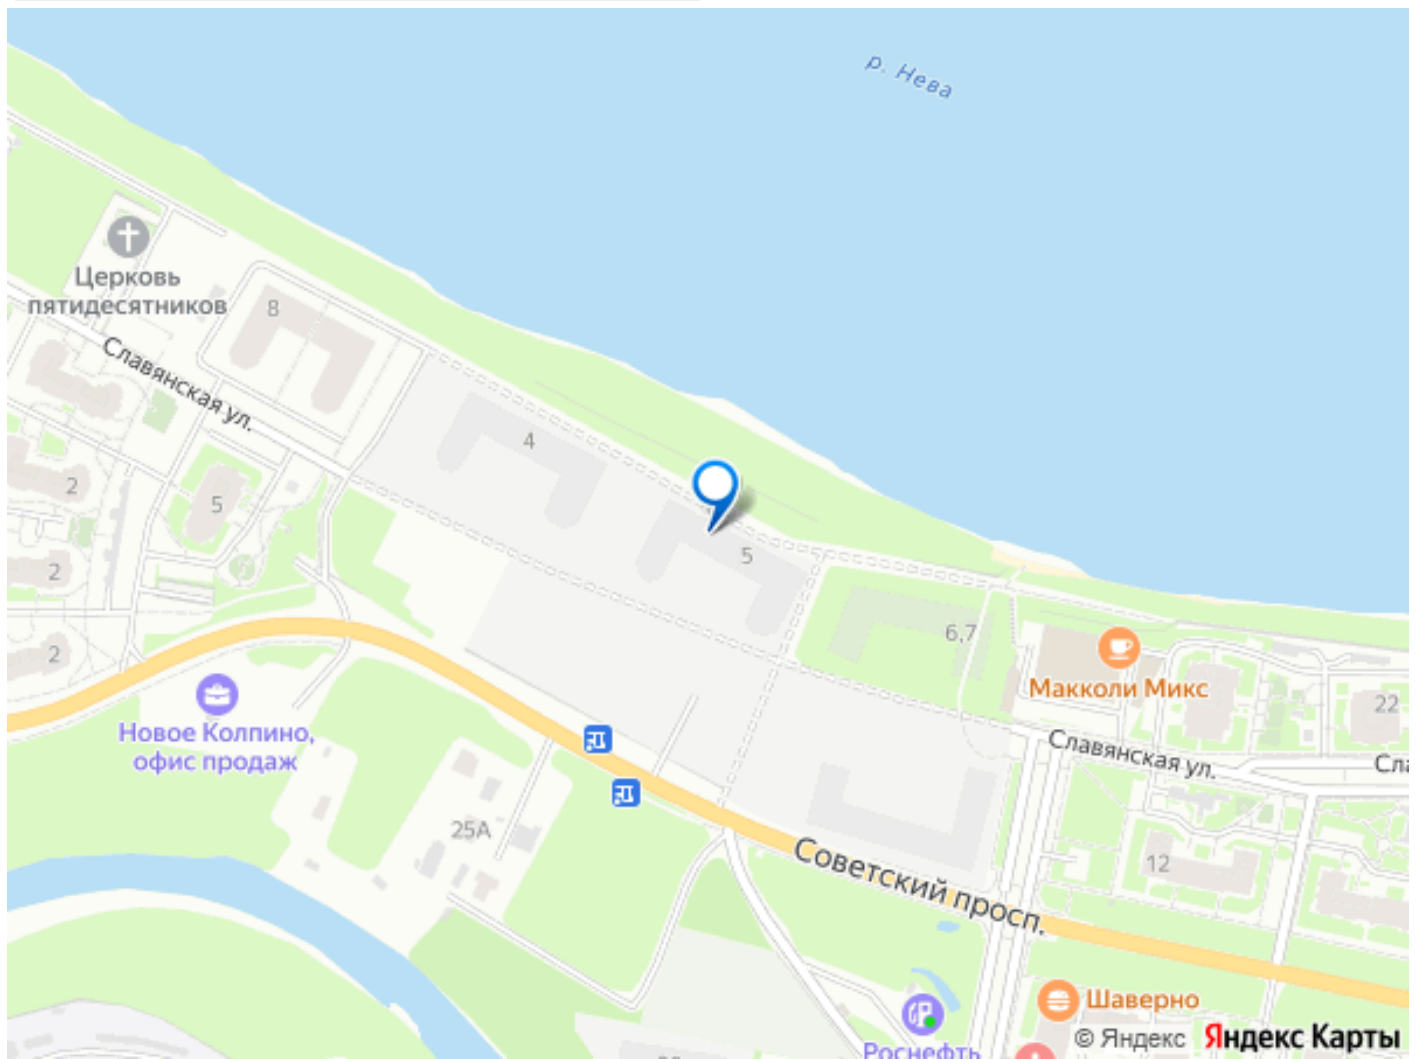 р. Нева
Церковь
пятидесятников
8
Славянская ул.
4
2
5
5
2
6,7
2
Макколи Микс
22
Новое Колпино,
офис продаж
Славянская ул.
Сла
25А
Советский просп.
12
Шаверно
Роснефть
© Яндекс Яндекс Карты